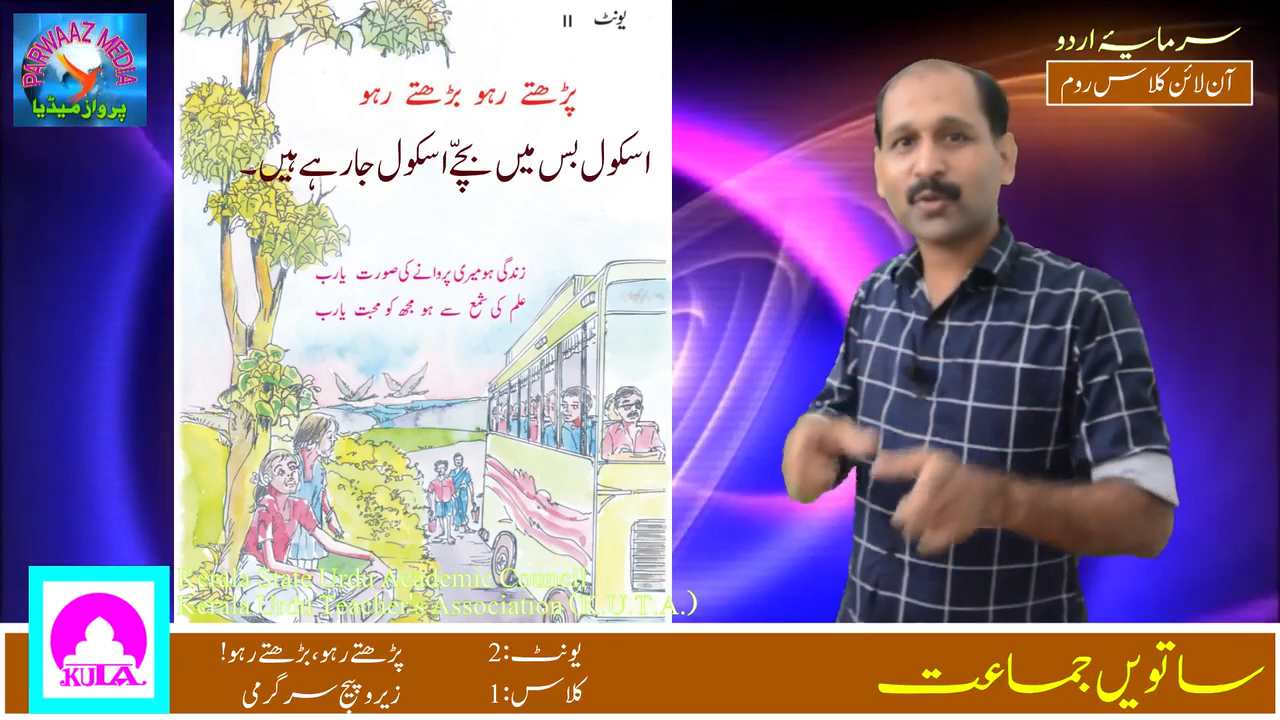 PARWAAZ MEDIA
پرواز میڈیا
یونٹ II
پڑھتے رہو بڑھتے رہو
اسکول بس میں بچّے اسکول جا رہے ہیں۔
زندگی ہو میری پروانے کی صورت یارب
علم کی شمع سے ہو مجھ کو محبت یارب
سرمایۂ اردو
آن لائن کلاس روم
Kerala State Urdu Academic Council
Kerala Urdu Teacher's Association (K.U.T.A.)
KUTA
ساتویں جماعت
یونٹ:2 پڑھتے رہو، بڑھتے رہو!
کلاس:1 زیرو پیج سرگرمی